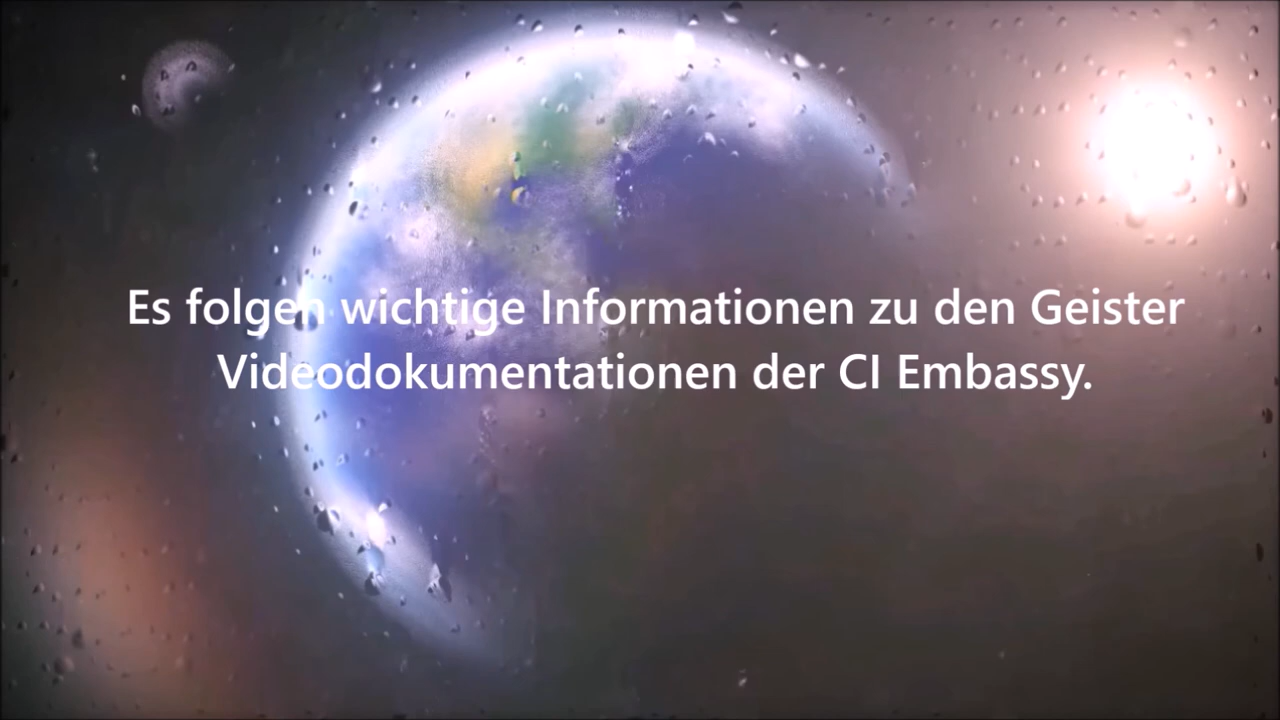 Es folgen wichtige Informationen zu den Geister
Videodokumentationen der CI Embassy.